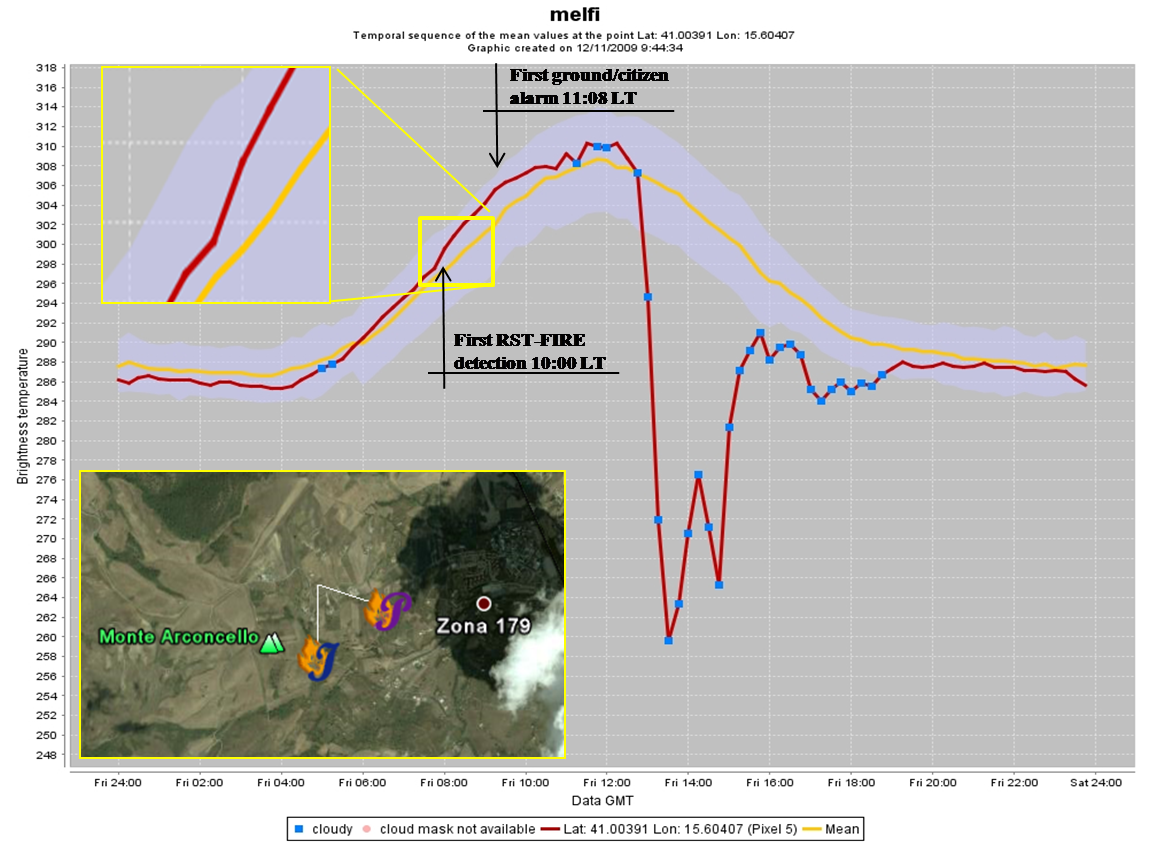 melfi
Temporal sequence of the mean values at the point Lat: 41.00391 Lon: 15.60407
Graphic created on 12/11/2009 9:44:34
318
316
314
312
310
308
306
304
302
300
298
296
294
292
290
288
286
284
282
280
278
276
274
272
270
268
266
264
262
260
258
256
254
252
250
248
Brightness temperature
First ground/citizen
alarm 11:08 LT
First RST-FIRE
detection 10:00 LT
Monte Arconcello
P
J
Zona 179
Fri 24:00
Fri 02:00
Fri 04:00
Fri 06:00
Fri 08:00
Fri 10:00
Fri 12:00
Fri 14:00
Fri 16:00
Fri 18:00
Fri 20:00
Fri 22:00
Sat 24:00
Data GMT
cloudy
cloud mask not available
Lat: 41.00391 Lon: 15.60407 (Pixel 5)
Mean